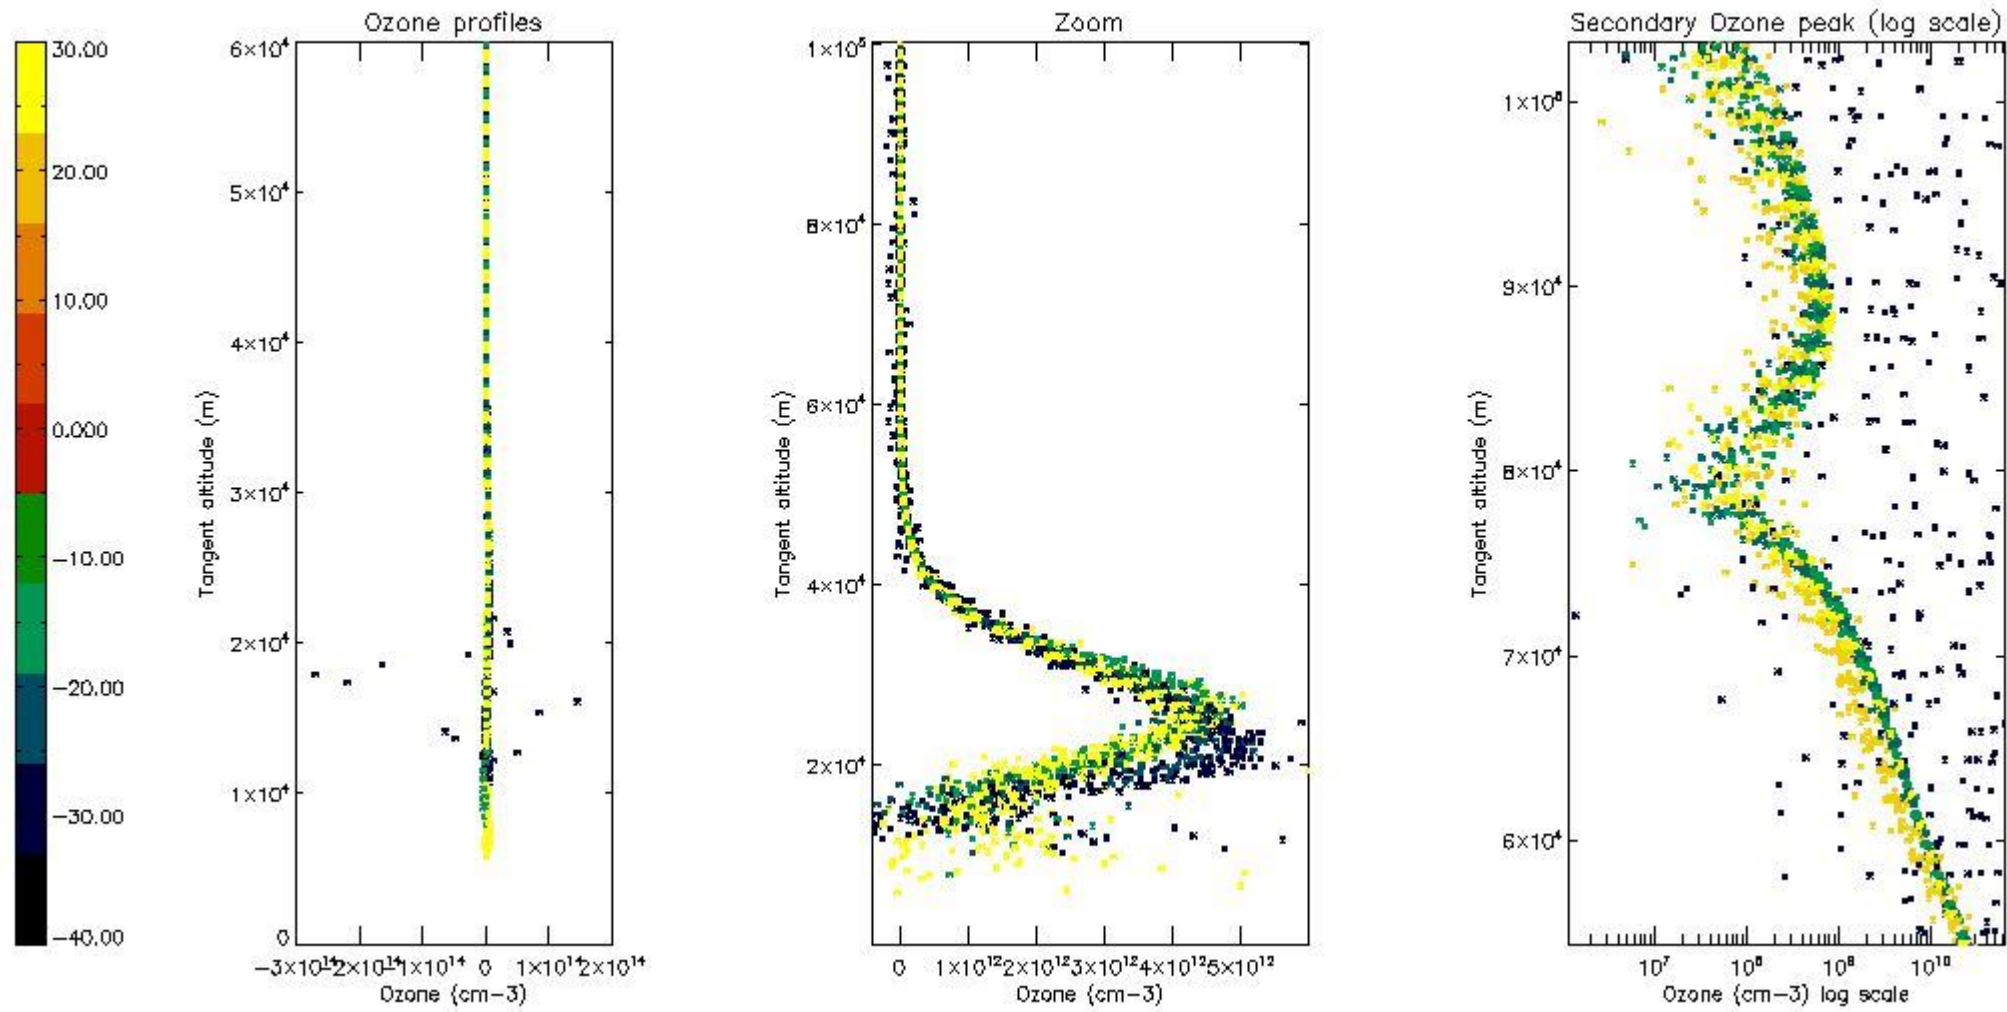 Ozone profiles
Zoom
Secondary Ozone peak (log scale)
30.00
20.00
10.00
0.000
−10.00
−20.00
−30.00
−40.00
6×10⁴
5×10⁴
4×10⁴
3×10⁴
2×10⁴
1×10⁴
0
Tangent altitude (m)
−3×10¹⁴ −2×10¹⁴ −1×10¹⁴ 0 1×10¹⁴ 2×10¹⁴
Ozone (cm−3)
1×10⁵
8×10⁴
6×10⁴
4×10⁴
2×10⁴
Tangent altitude (m)
0 1×10¹² 2×10¹² 3×10¹² 4×10¹² 5×10¹²
Ozone (cm−3)
1×10⁵
9×10⁴
8×10⁴
7×10⁴
6×10⁴
Tangent altitude (m)
10⁷ 10⁸ 10⁹ 10¹⁰
Ozone (cm−3) log scale